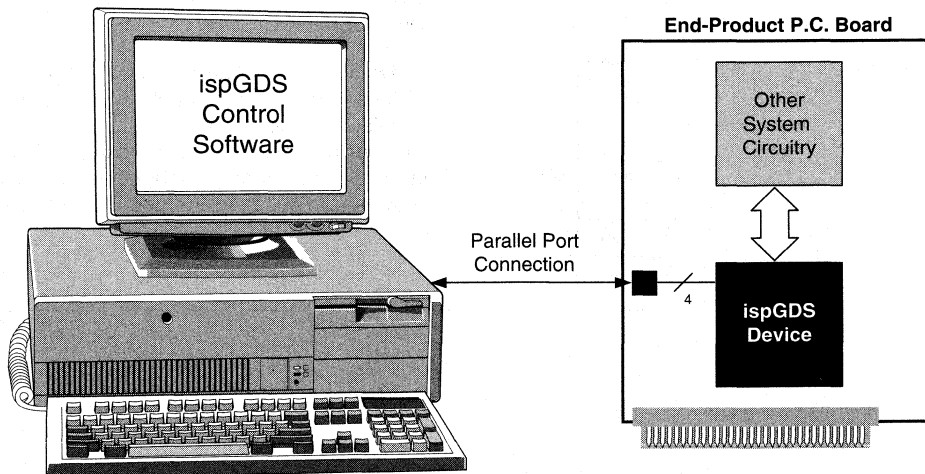 End-Product P.C. Board
ispGDS
Control
Software
Other
System
Circuitry
Parallel Port
Connection
4
ispGDS
Device